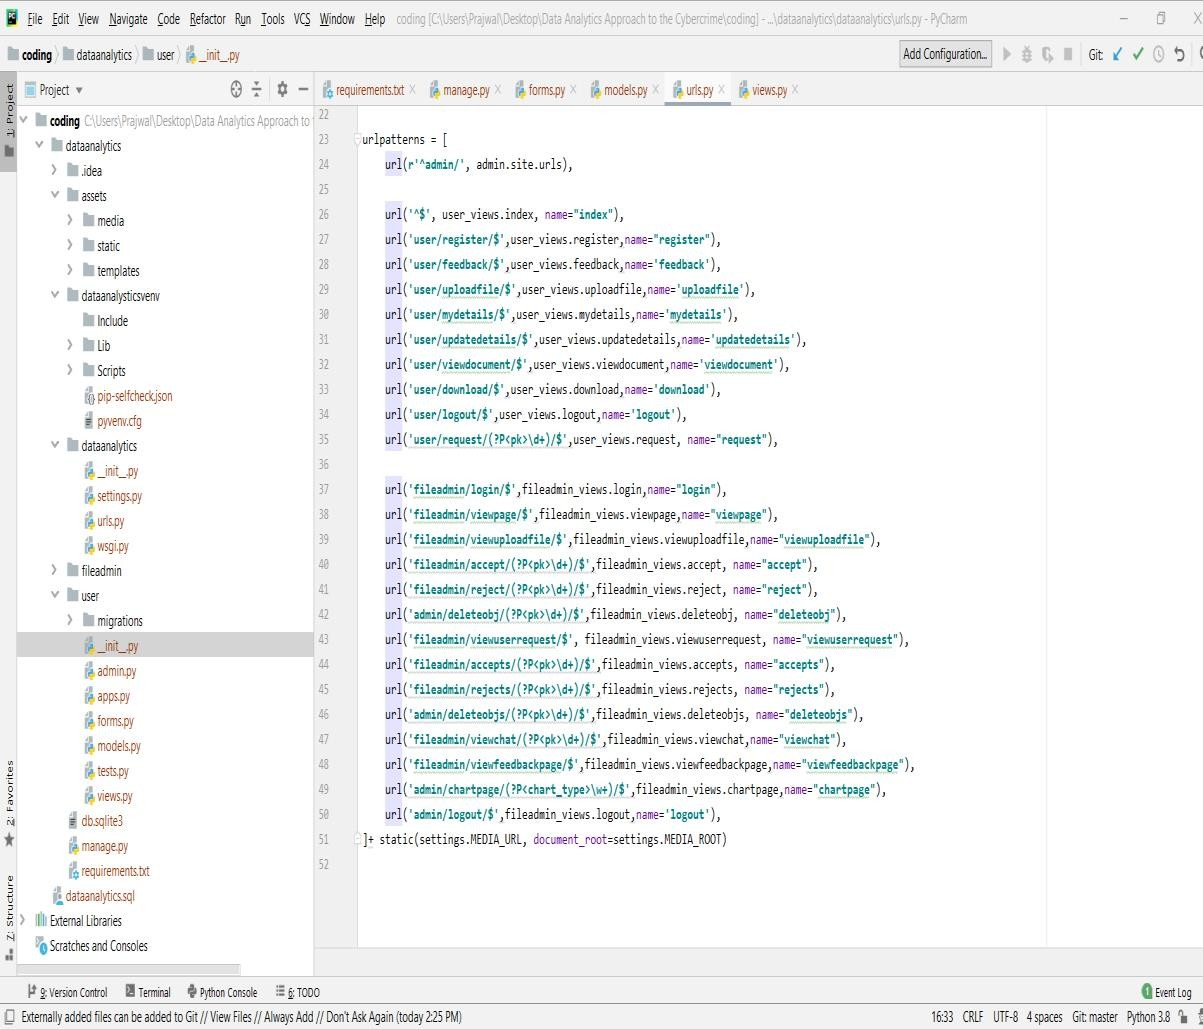 File Edit View Navigate Code Refactor Run Tools VCS Window Help coding [C:\Users\Prajwal\Desktop\Data Analytics Approach to the Cybercrime\coding] - ...\dataanalytics\dataanalytics\urls.py - PyCharm
coding dataanalytics user __init__.py Add Configuration... Git:
Project requirements.txt manage.py forms.py models.py urls.py views.py
1: Project
coding C:\Users\Prajwal\Desktop\Data Analytics Approach to
dataanalytics
.idea
assets
media
static
templates
dataanalysticsvenv
Include
Lib
Scripts
pip-selfcheck.json
pyvenv.cfg
dataanalytics
__init__.py
settings.py
urls.py
wsgi.py
fileadmin
user
migrations
__init__.py
admin.py
apps.py
forms.py
models.py
tests.py
views.py
db.sqlite3
manage.py
requirements.txt
dataanalytics.sql
External Libraries
Scratches and Consoles
2: Favorites
Z: Structure
22
23 urlpatterns = [
24 url(r'^admin/', admin.site.urls),
25
26 url('^$', user_views.index, name="index"),
27 url('user/register/$',user_views.register,name="register"),
28 url('user/feedback/$',user_views.feedback,name='feedback'),
29 url('user/uploadfile/$',user_views.uploadfile,name='uploadfile'),
30 url('user/mydetails/$',user_views.mydetails,name='mydetails'),
31 url('user/updatedetails/$',user_views.updatedetails,name='updatedetails'),
32 url('user/viewdocument/$',user_views.viewdocument,name='viewdocument'),
33 url('user/download/$',user_views.download,name='download'),
34 url('user/logout/$',user_views.logout,name='logout'),
35 url('user/request/(?P<pk>\d+)/$',user_views.request, name="request"),
36
37 url('fileadmin/login/$',fileadmin_views.login,name="login"),
38 url('fileadmin/viewpage/$',fileadmin_views.viewpage,name="viewpage"),
39 url('fileadmin/viewuploadfile/$',fileadmin_views.viewuploadfile,name="viewuploadfile"),
40 url('fileadmin/accept/(?P<pk>\d+)/$',fileadmin_views.accept, name="accept"),
41 url('fileadmin/reject/(?P<pk>\d+)/$',fileadmin_views.reject, name="reject"),
42 url('admin/deleteobj/(?P<pk>\d+)/$',fileadmin_views.deleteobj, name="deleteobj"),
43 url('fileadmin/viewuserrequest/$', fileadmin_views.viewuserrequest, name="viewuserrequest"),
44 url('fileadmin/accepts/(?P<pk>\d+)/$',fileadmin_views.accepts, name="accepts"),
45 url('fileadmin/rejects/(?P<pk>\d+)/$',fileadmin_views.rejects, name="rejects"),
46 url('admin/deleteobjs/(?P<pk>\d+)/$',fileadmin_views.deleteobjs, name="deleteobjs"),
47 url('fileadmin/viewchat/(?P<pk>\d+)/$',fileadmin_views.viewchat,name="viewchat"),
48 url('fileadmin/viewfeedbackpage/$',fileadmin_views.viewfeedbackpage,name="viewfeedbackpage"),
49 url('admin/chartpage/(?P<chart_type>\w+)/$',fileadmin_views.chartpage,name="chartpage"),
50 url('admin/logout/$',fileadmin_views.logout,name='logout'),
51 ]+ static(settings.MEDIA_URL, document_root=settings.MEDIA_ROOT)
52
9: Version Control Terminal Python Console 6: TODO 1 Event Log
Externally added files can be added to Git // View Files // Always Add // Don't Ask Again (today 2:25 PM) 16:33 CRLF UTF-8 4 spaces Git: master Python 3.8